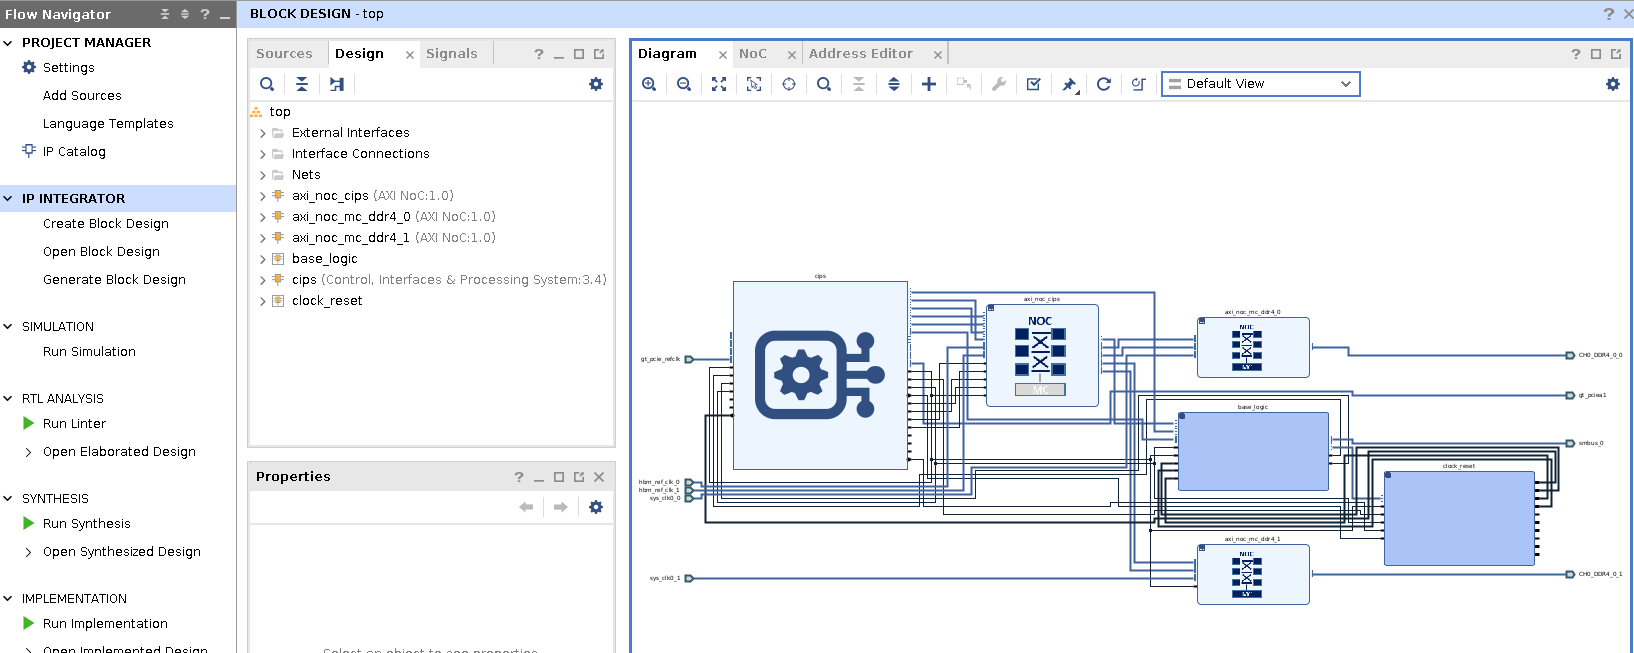 Flow Navigator
PROJECT MANAGER
Settings
Add Sources
Language Templates
IP Catalog
IP INTEGRATOR
Create Block Design
Open Block Design
Generate Block Design
SIMULATION
Run Simulation
RTL ANALYSIS
Run Linter
Open Elaborated Design
SYNTHESIS
Run Synthesis
Open Synthesized Design
IMPLEMENTATION
Run Implementation
Open Implemented Design
BLOCK DESIGN - top
Sources Design Signals
top
External Interfaces
Interface Connections
Nets
axi_noc_cips (AXI NoC:1.0)
axi_noc_mc_ddr4_0 (AXI NoC:1.0)
axi_noc_mc_ddr4_1 (AXI NoC:1.0)
base_logic
cips (Control, Interfaces & Processing System:3.4)
clock_reset
Properties
Select an object to see properties
Diagram NoC Address Editor
Default View
cips
axi_noc_cips
NOC
MC
axi_noc_mc_ddr4_0
NOC
gt_pcie_refclk
CH0_DDR4_0_0
gt_pciea1
base_logic
smbus_0
clock_reset
hbm_ref_clk_0
hbm_ref_clk_1
sys_clk0_0
axi_noc_mc_ddr4_1
NOC
sys_clk0_1
CH0_DDR4_0_1